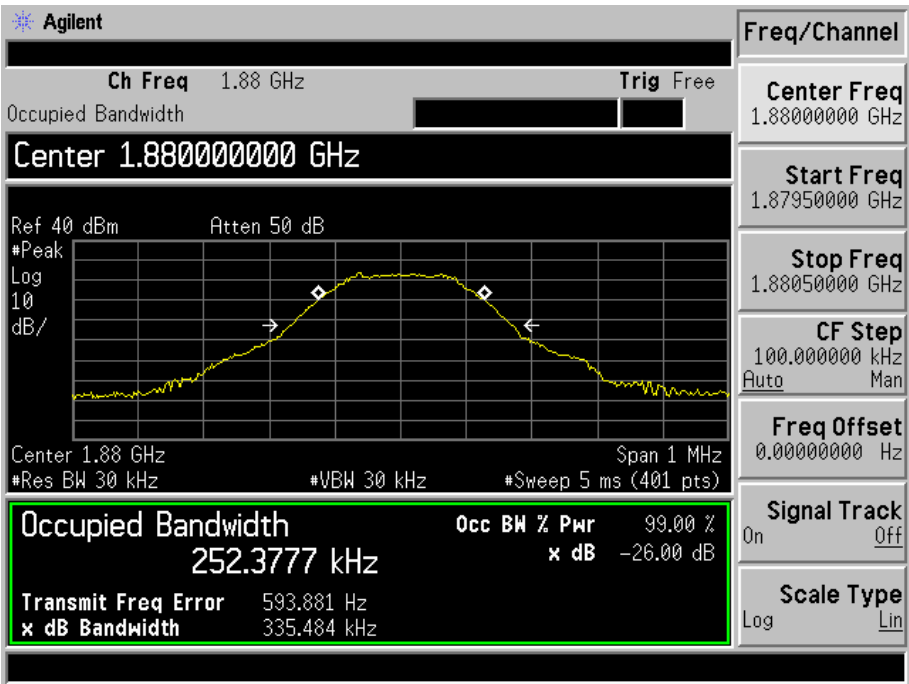 Agilent
Freq/Channel
Ch Freq 1.88 GHz Trig Free
Occupied Bandwidth
Center 1.880000000 GHz
Ref 40 dBm Atten 50 dB
#Peak
Log
10
dB/
Center 1.88 GHz Span 1 MHz
#Res BW 30 kHz #VBW 30 kHz #Sweep 5 ms (401 pts)
Occupied Bandwidth
252.3777 kHz
Occ BW % Pwr 99.00 %
x dB -26.00 dB
Transmit Freq Error 593.881 Hz
x dB Bandwidth 335.484 kHz
Center Freq
1.88000000 GHz
Start Freq
1.87950000 GHz
Stop Freq
1.88050000 GHz
CF Step
100.000000 kHz
Auto Man
Freq Offset
0.00000000 Hz
Signal Track
On Off
Scale Type
Log Lin